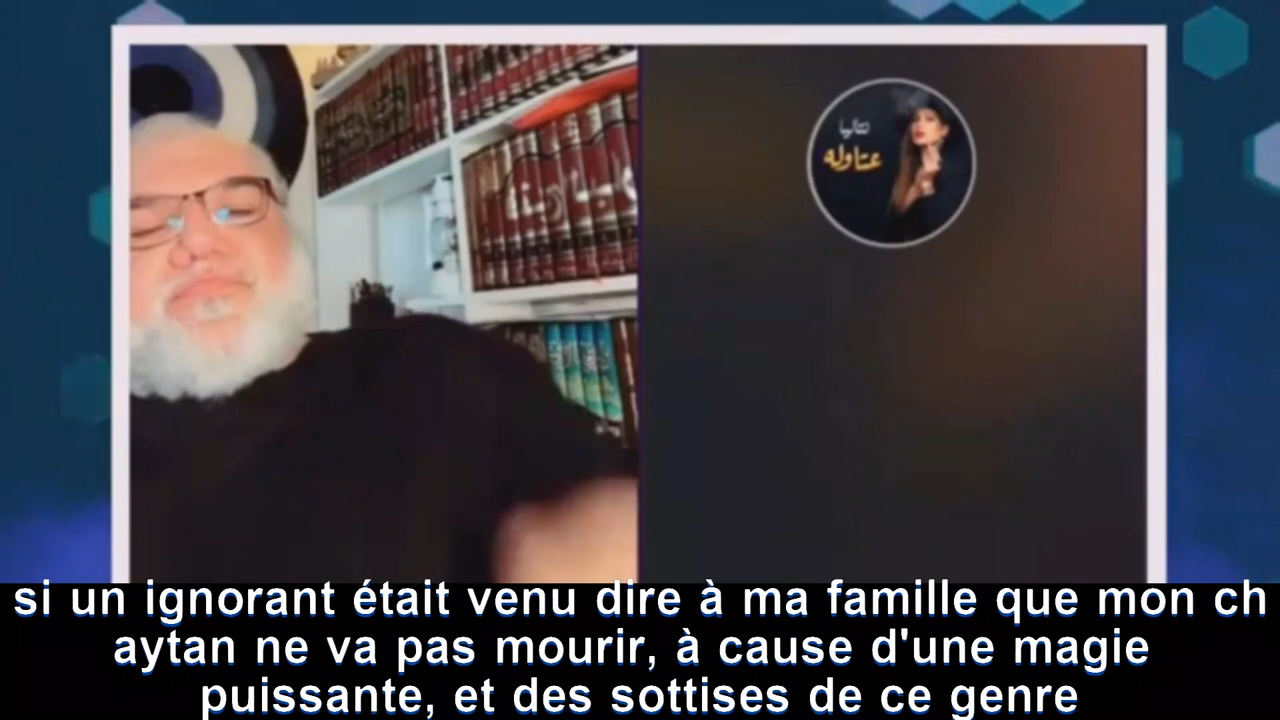 نتاليا
عتاوله
si un ignorant était venu dire à ma famille que mon ch
aytan ne va pas mourir, à cause d'une magie
puissante, et des sottises de ce genre